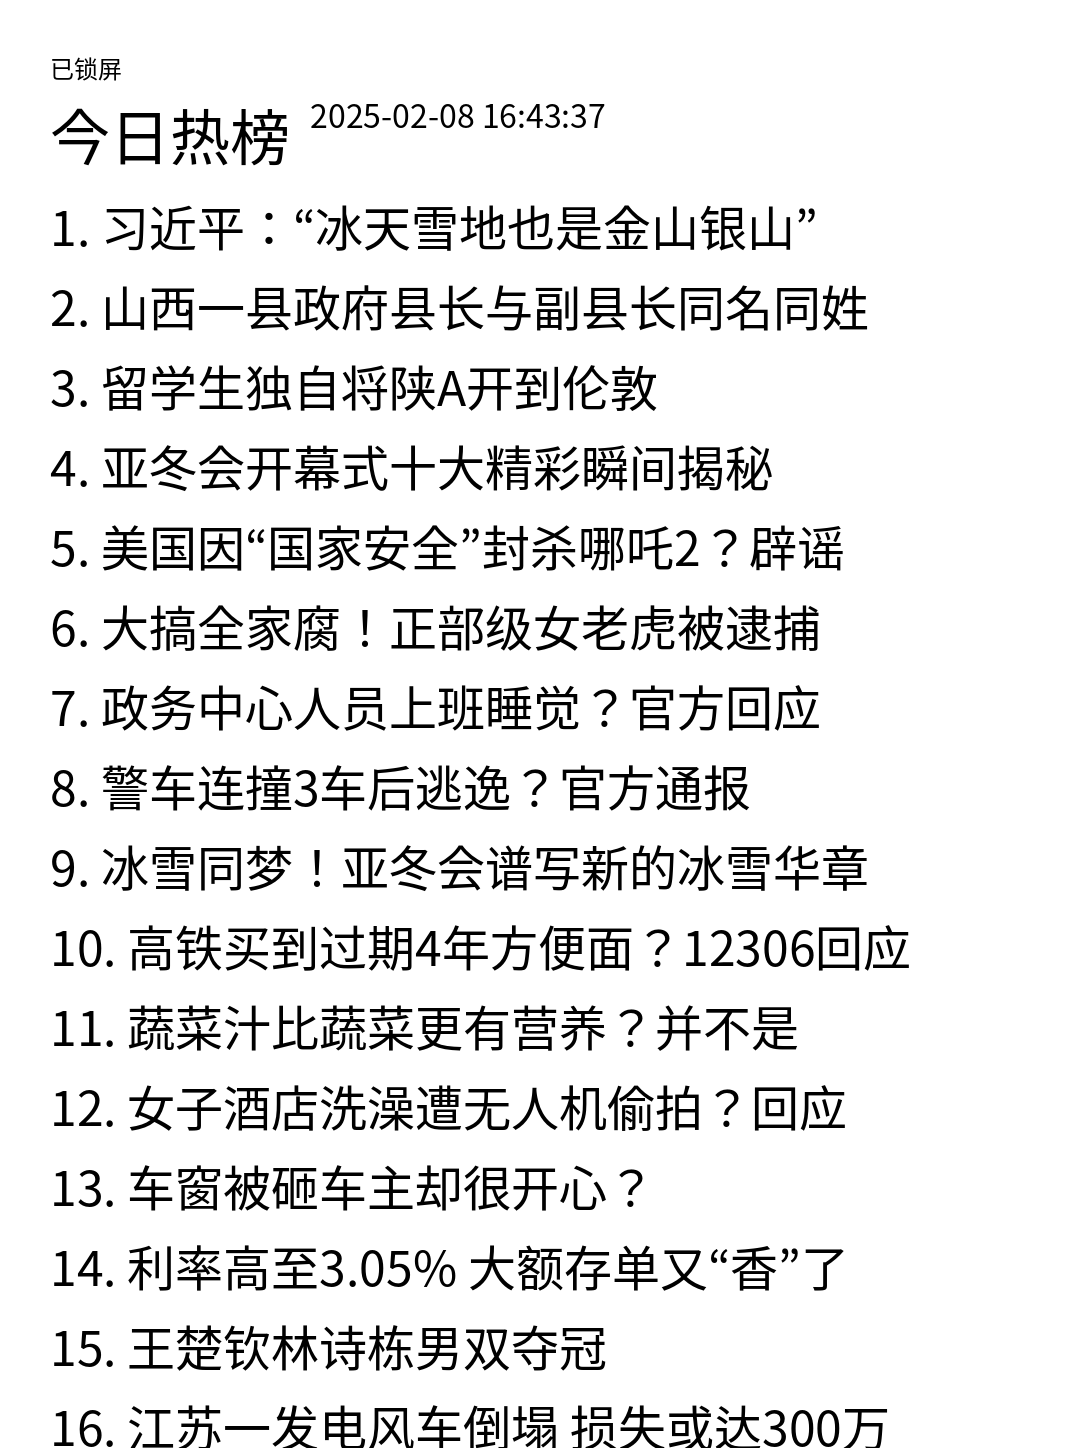 已锁屏
今日热榜 2025-02-08 16:43:37
1. 习近平：“冰天雪地也是金山银山”
2. 山西一县政府县长与副县长同名同姓
3. 留学生独自将陕A开到伦敦
4. 亚冬会开幕式十大精彩瞬间揭秘
5. 美国因“国家安全”封杀哪吒2？辟谣
6. 大搞全家腐！正部级女老虎被逮捕
7. 政务中心人员上班睡觉？官方回应
8. 警车连撞3车后逃逸？官方通报
9. 冰雪同梦！亚冬会谱写新的冰雪华章
10. 高铁买到过期4年方便面？12306回应
11. 蔬菜汁比蔬菜更有营养？并不是
12. 女子酒店洗澡遭无人机偷拍？回应
13. 车窗被砸车主却很开心？
14. 利率高至3.05% 大额存单又“香”了
15. 王楚钦林诗栋男双夺冠
16. 江苏一发电风车倒塌 损失或达300万